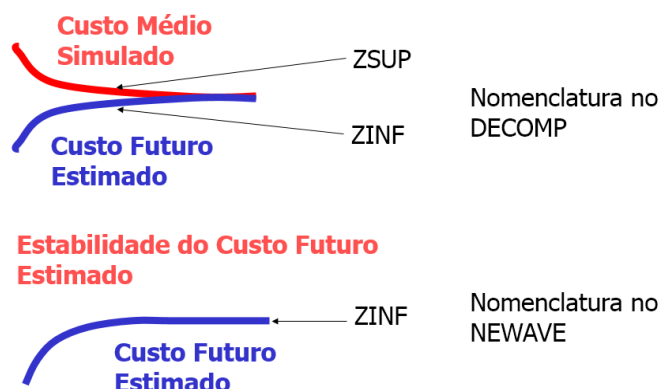 Custo Médio
Simulado
ZSUP
Nomenclatura no
DECOMP
ZINF
Custo Futuro
Estimado
Estabilidade do Custo Futuro
Estimado
ZINF
Nomenclatura no
NEWAVE
Custo Futuro
Estimado